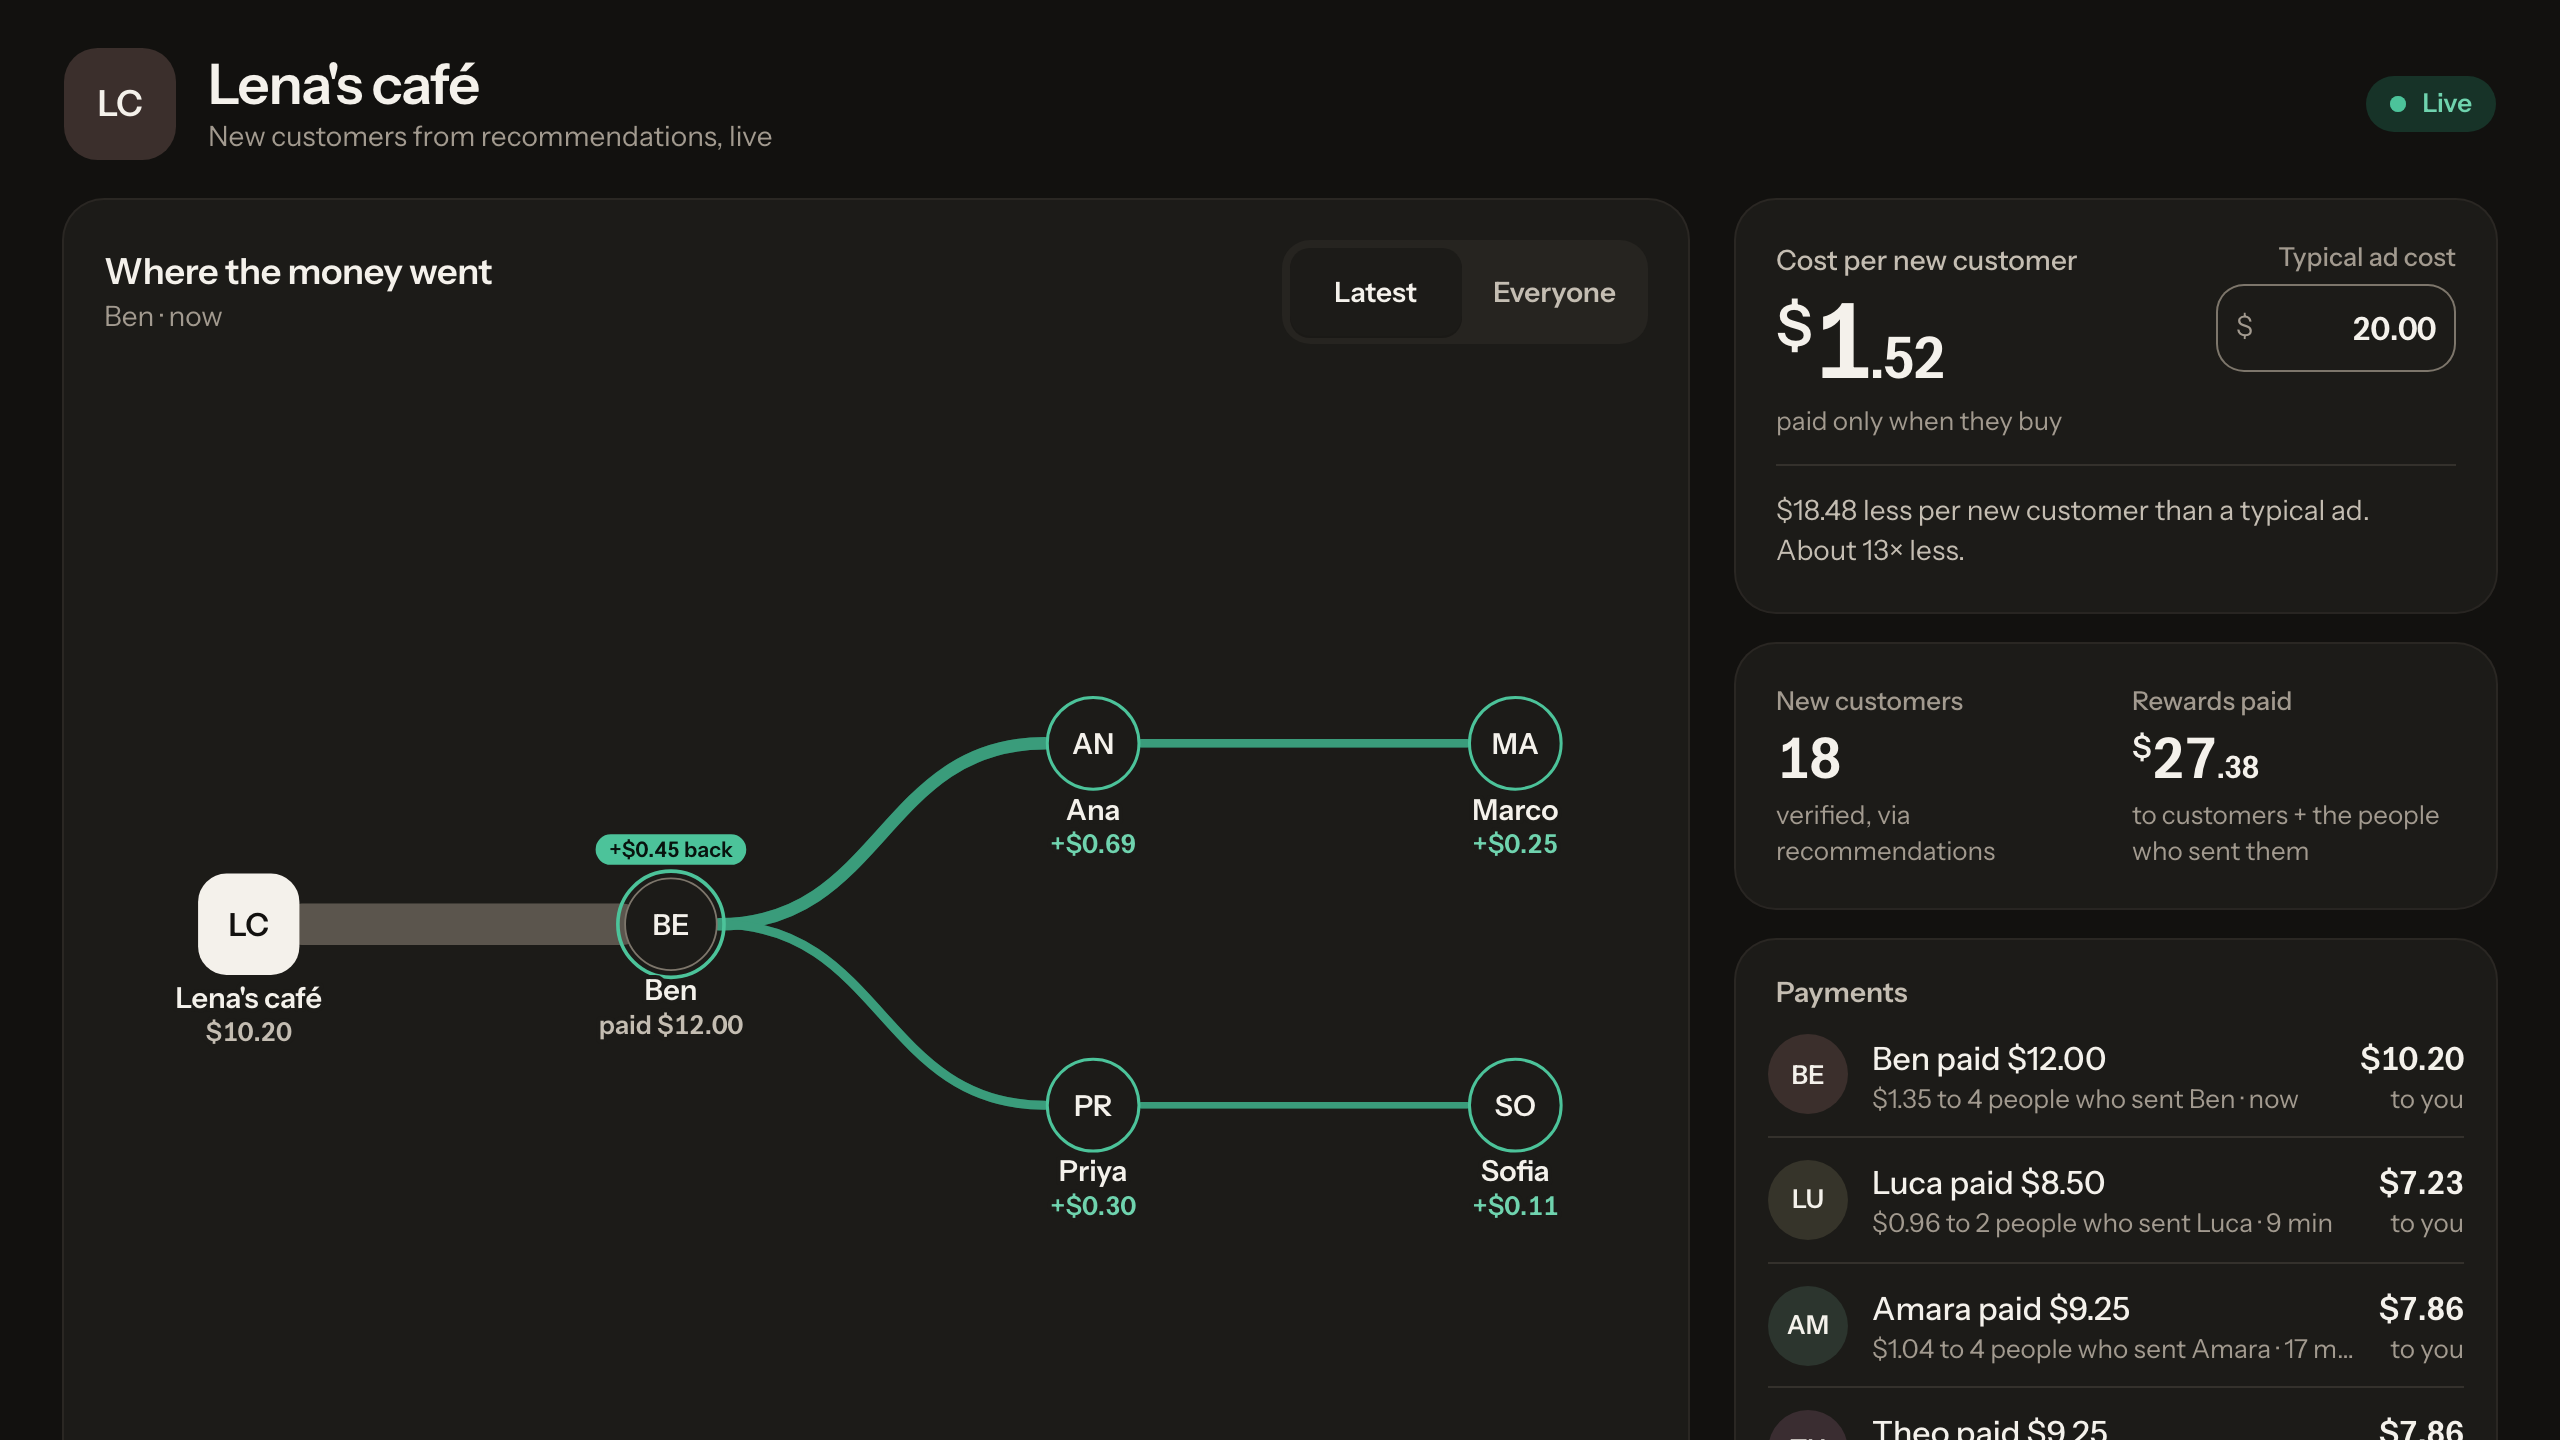 LC
Lena's café
New customers from recommendations, live
Live
Where the money went
Ben · now
Latest
Everyone
+$0.45 back
LC
Lena's café
$10.20
BE
Ben
paid $12.00
AN
Ana
+$0.69
MA
Marco
+$0.25
PR
Priya
+$0.30
SO
Sofia
+$0.11
Cost per new customer
$1.52
paid only when they buy
Typical ad cost
$ 20.00
$18.48 less per new customer than a typical ad.
About 13× less.
New customers
18
verified, via
recommendations
Rewards paid
$27.38
to customers + the people
who sent them
Payments
BE
Ben paid $12.00
$1.35 to 4 people who sent Ben · now
$10.20
to you
LU
Luca paid $8.50
$0.96 to 2 people who sent Luca · 9 min
$7.23
to you
AM
Amara paid $9.25
$1.04 to 4 people who sent Amara · 17 m...
$7.86
to you
Theo paid $9.25
$7.86